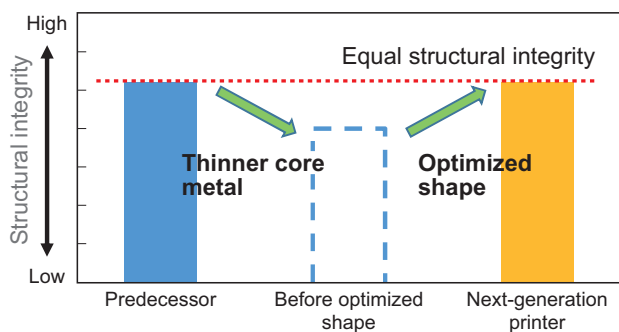 High
Structural integrity
Low
Equal structural integrity
Thinner core
metal
Optimized
shape
Predecessor
Before optimized
shape
Next-generation
printer